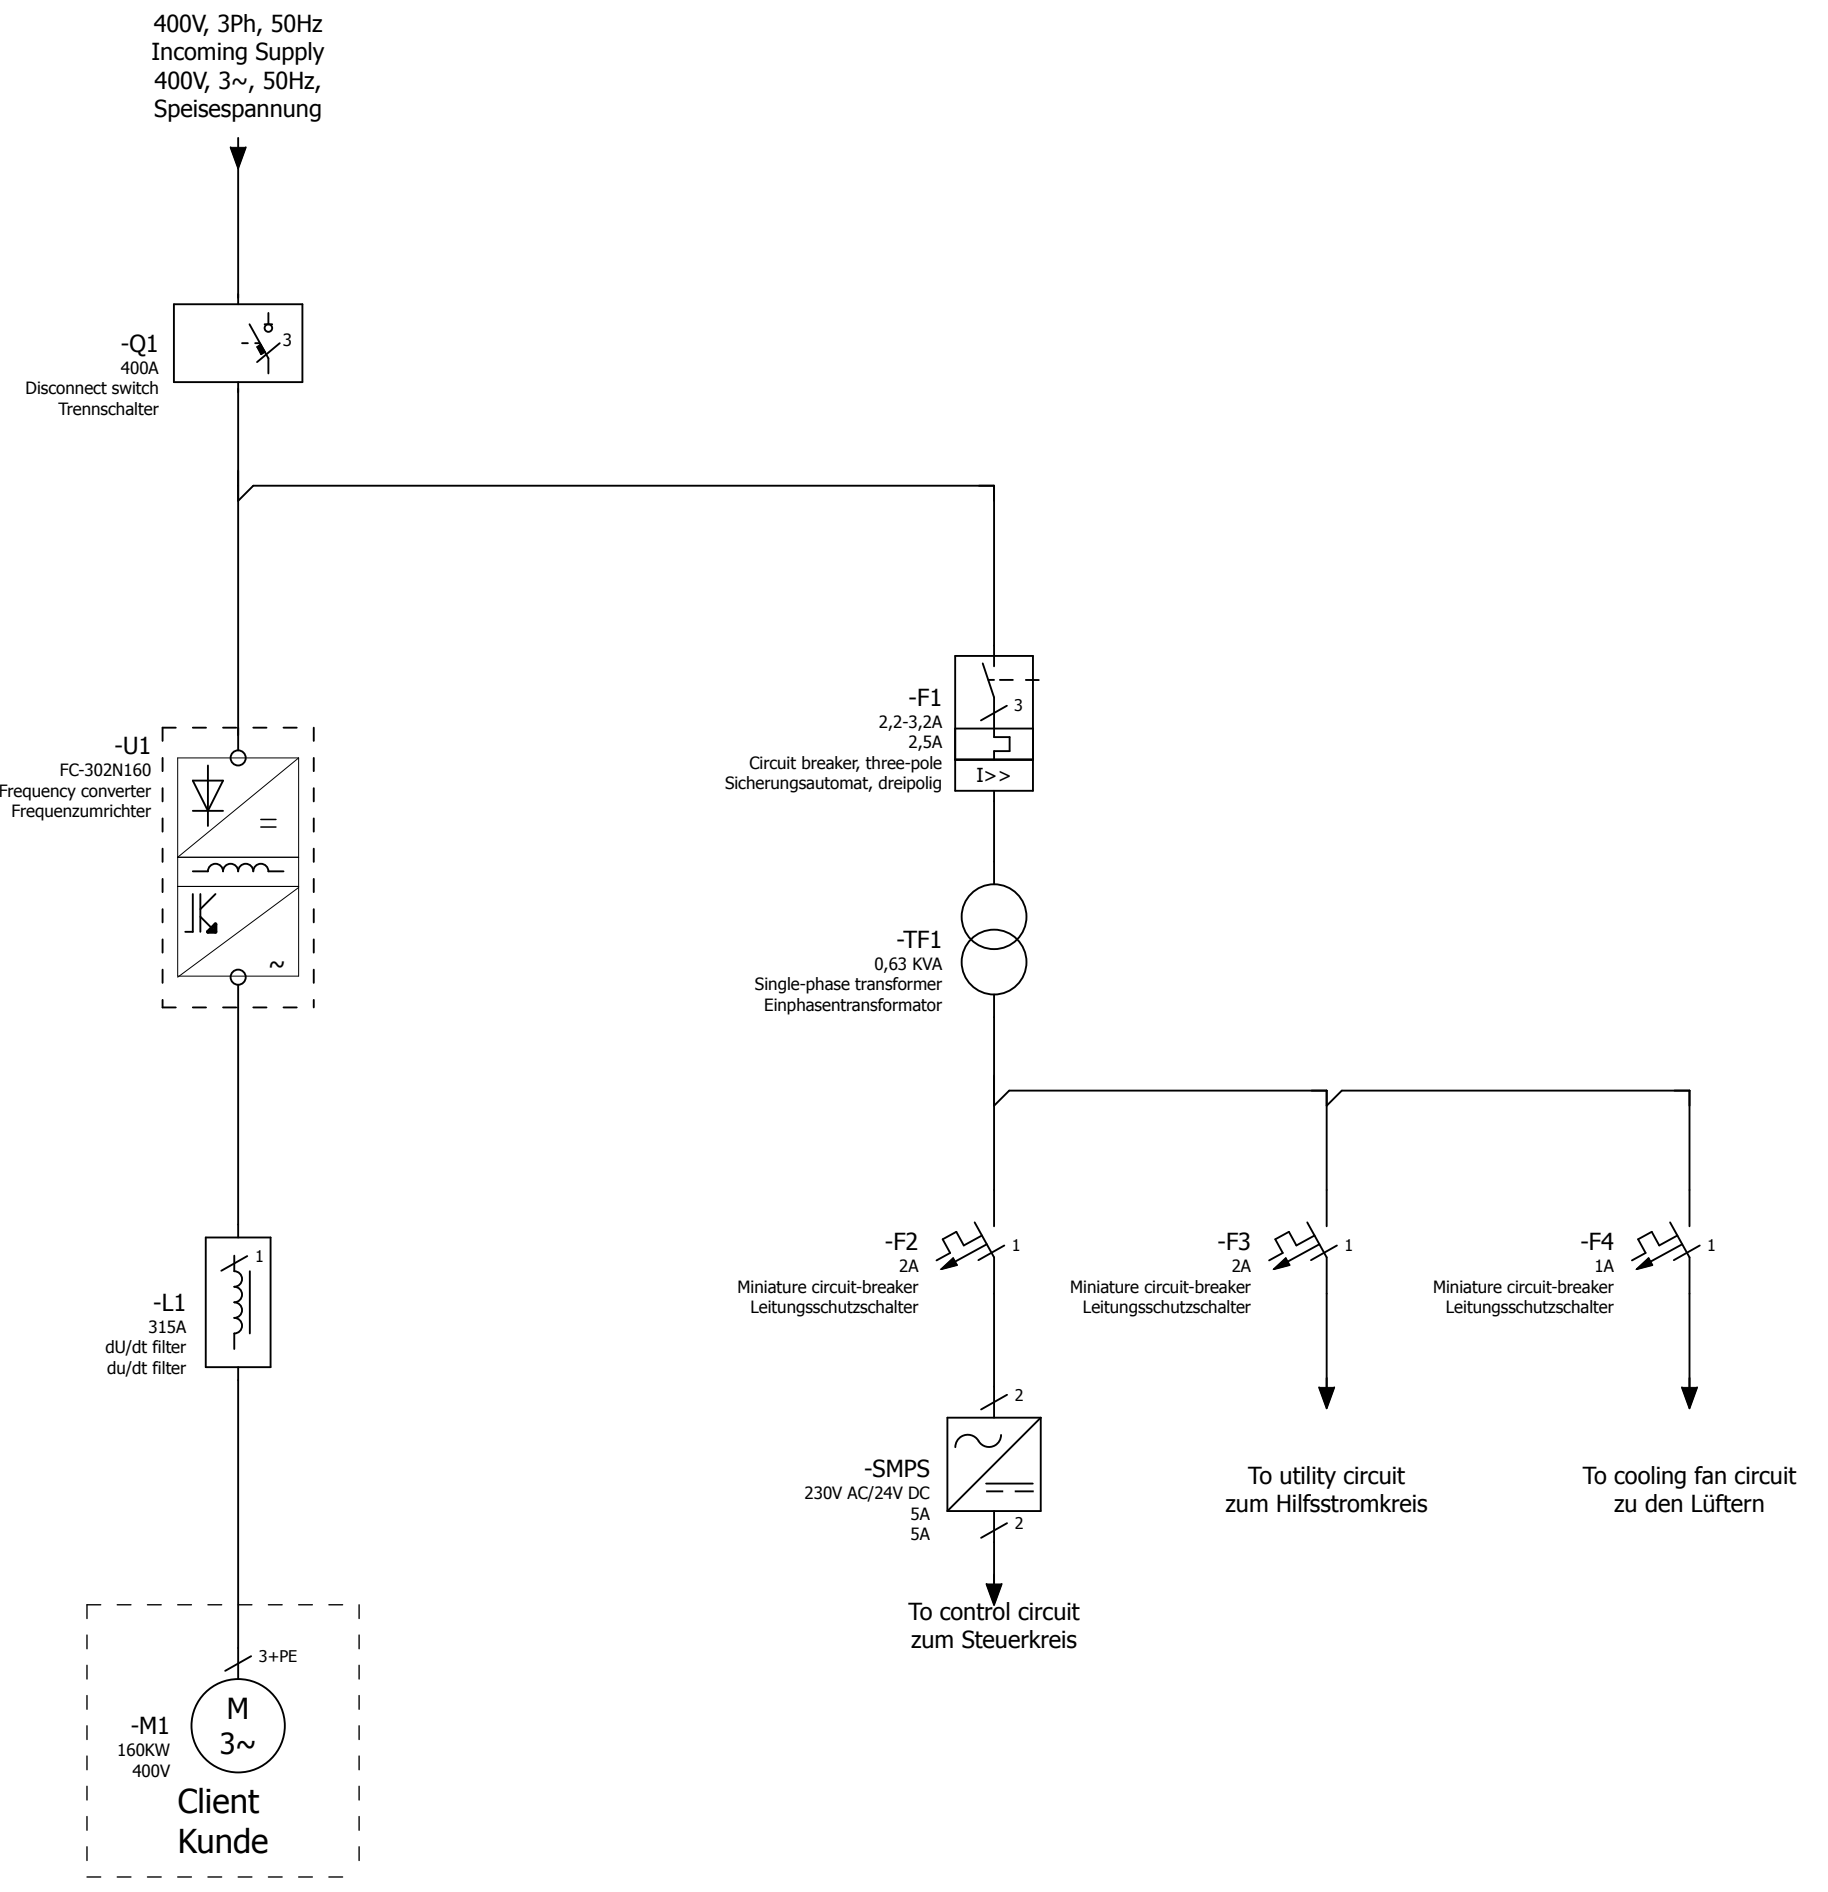 400V, 3Ph, 50Hz
Incoming Supply
400V, 3~, 50Hz,
Speisespannung
-Q1
400A
Disconnect switch
Trennschalter
3
-U1
FC-302N160
Frequency converter
Frequenzumrichter
=
~
-F1
2,2-3,2A
2,5A
Circuit breaker, three-pole
Sicherungsautomat, dreipolig
3
I>>
-TF1
0,63 KVA
Single-phase transformer
Einphasentransformator
-F2
2A
Miniature circuit-breaker
Leitungsschutzschalter
1
-F3
2A
Miniature circuit-breaker
Leitungsschutzschalter
1
-F4
1A
Miniature circuit-breaker
Leitungsschutzschalter
1
-L1
315A
dU/dt filter
du/dt filter
1
2
-SMPS
230V AC/24V DC
5A
5A
2
To control circuit
zum Steuerkreis
To utility circuit
zum Hilfsstromkreis
To cooling fan circuit
zu den Lüftern
3+PE
-M1
160KW
400V
M
3~
Client
Kunde